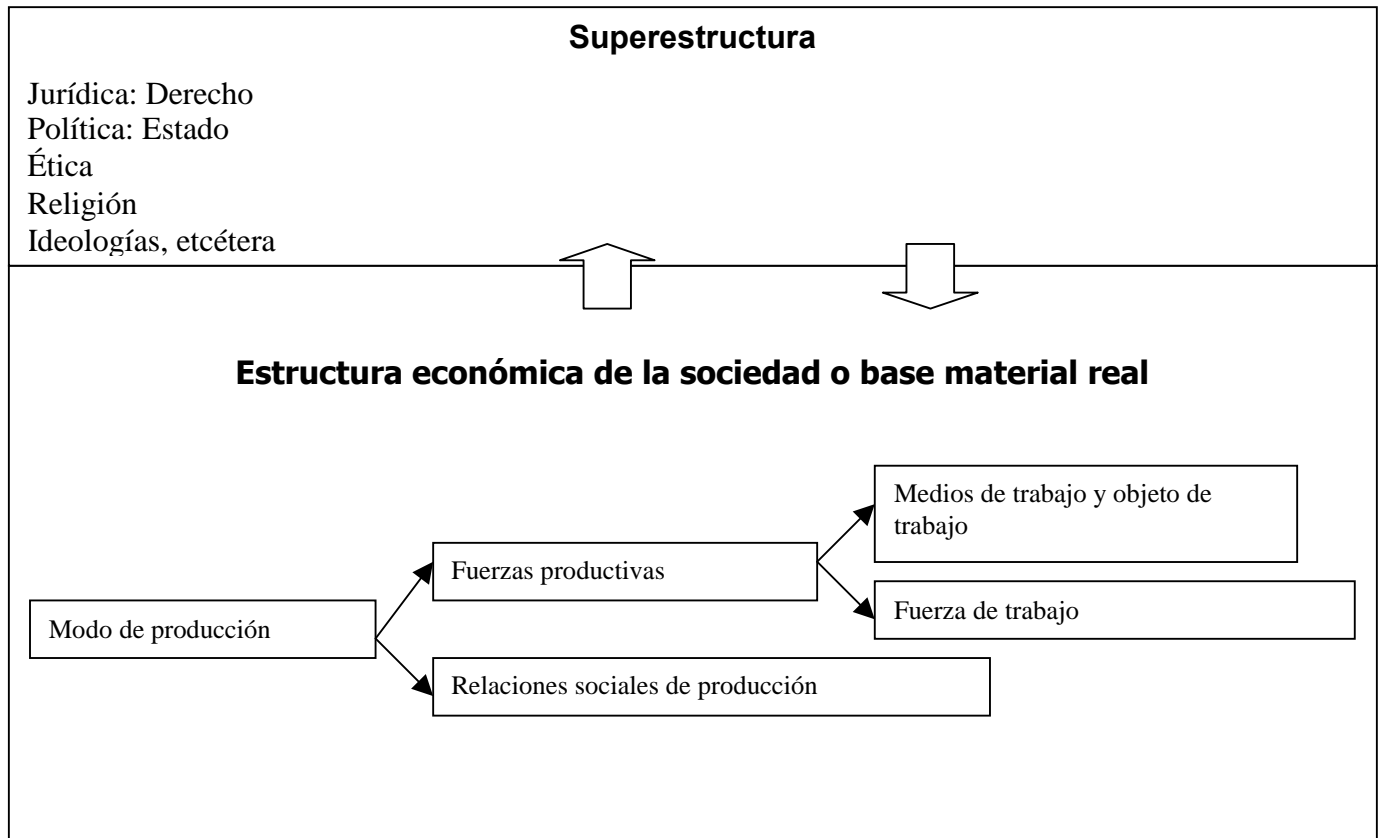 Superestructura
Jurídica: Derecho
Política: Estado
Ética
Religión
Ideologías, etcétera
Estructura económica de la sociedad o base material real
Medios de trabajo y objeto de
trabajo
Fuerzas productivas
Fuerza de trabajo
Modo de producción
Relaciones sociales de producción